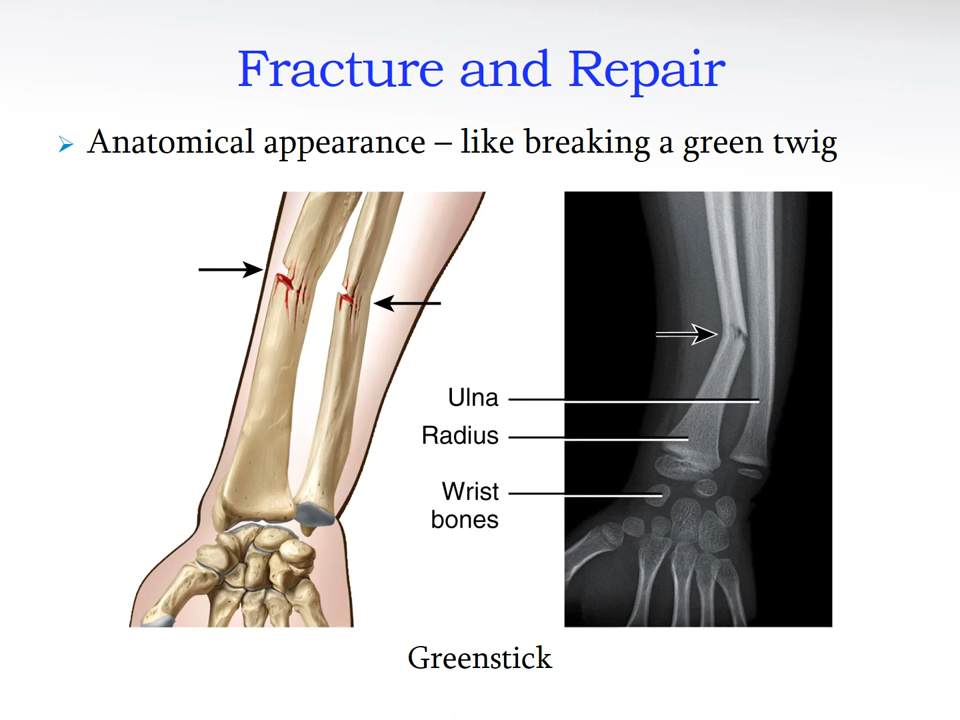 Fracture and Repair
Anatomical appearance – like breaking a green twig
Ulna
Radius
Wrist
bones
Greenstick